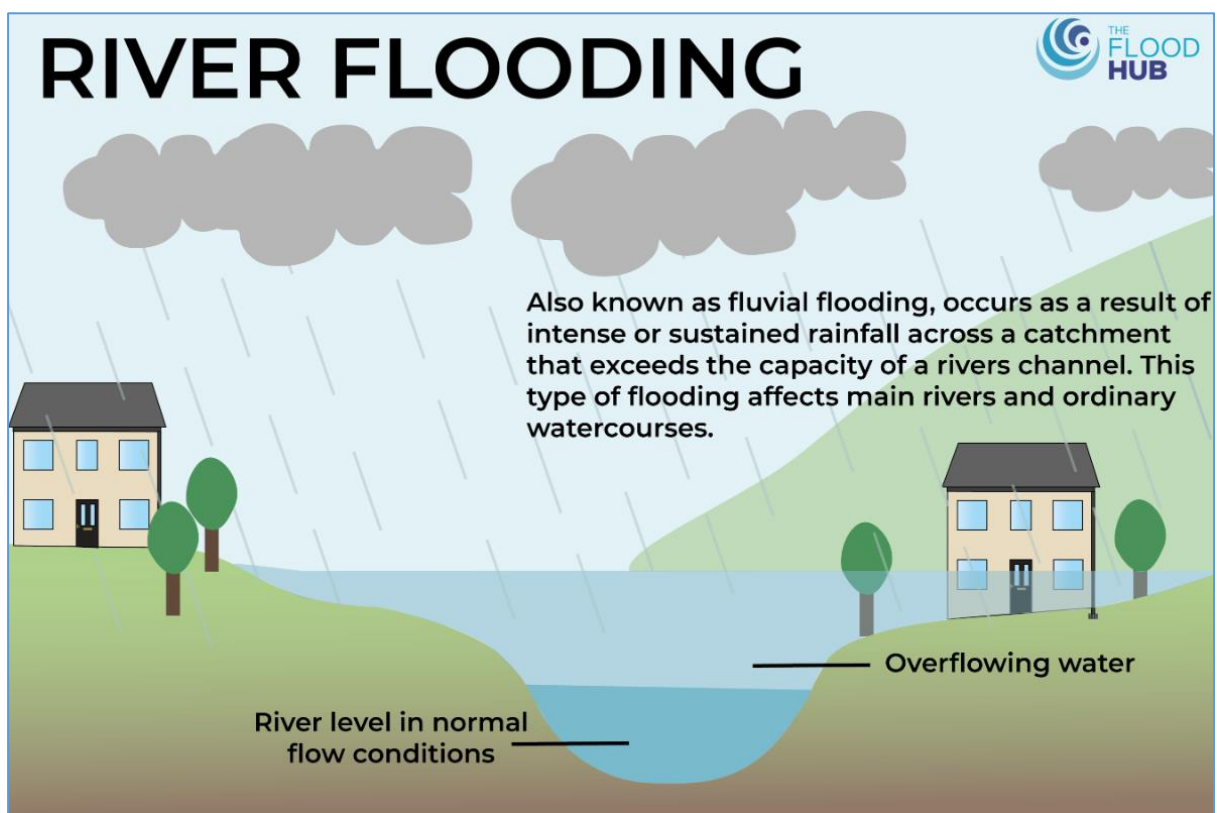 RIVER FLOODING
THE
FLOOD
HUB
Also known as fluvial flooding, occurs as a result of
intense or sustained rainfall across a catchment
that exceeds the capacity of a rivers channel. This
type of flooding affects main rivers and ordinary
watercourses.
Overflowing water
River level in normal
flow conditions